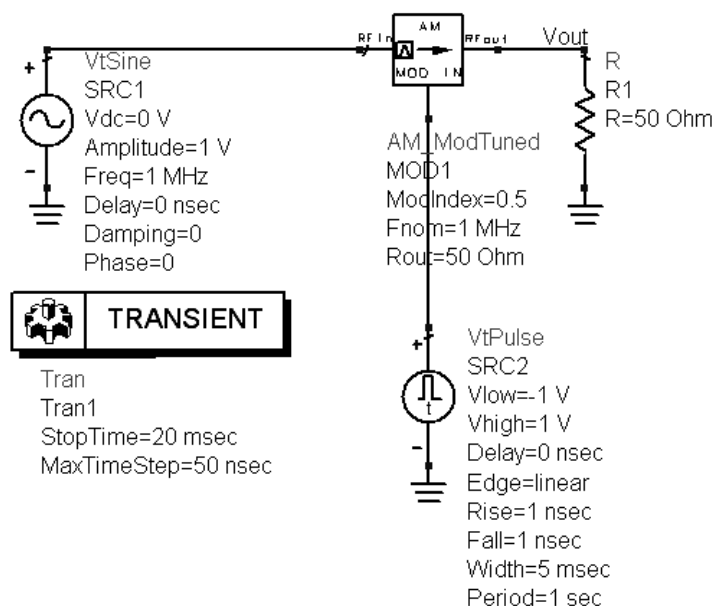 AM
RF in
RFout
MOD IN
Vout
VtSine
SRC1
Vdc=0 V
Amplitude=1 V
Freq=1 MHz
Delay=0 nsec
Damping=0
Phase=0
R
R1
R=50 Ohm
AM_ModTuned
MOD1
ModIndex=0.5
Fnom=1 MHz
Rout=50 Ohm
TRANSIENT
Tran
Tran1
StopTime=20 msec
MaxTimeStep=50 nsec
VtPulse
SRC2
Vlow=-1 V
Vhigh=1 V
Delay=0 nsec
Edge=linear
Rise=1 nsec
Fall=1 nsec
Width=5 msec
Period=1 sec
t